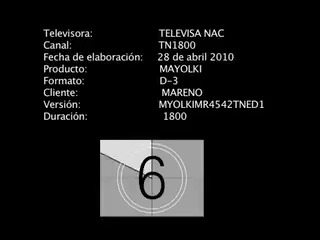 Televisora: TELEVISA NAC
Canal: TN1800
Fecha de elaboración: 28 de abril 2010
Producto: MAYOLKI
Formato: D-3
Cliente: MARENO
Versión: MYOLKIMR4542TNED1
Duración: 1800
6